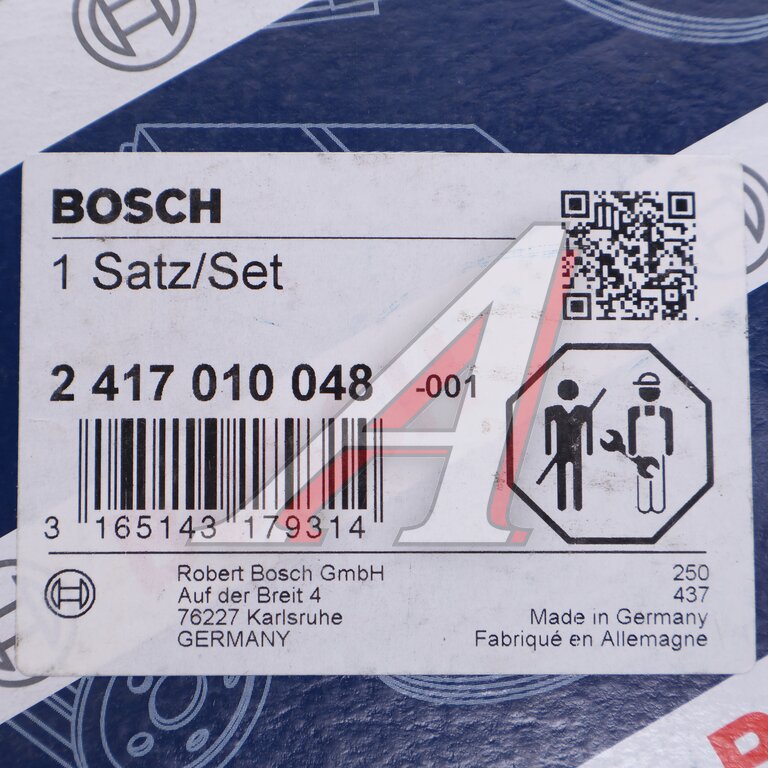 BOSCH
1 Satz/Set
2 417 010 048 -001
3 165143 179314
Robert Bosch GmbH
Auf der Breit 4
76227 Karlsruhe
GERMANY
250
437
Made in Germany
Fabriqué en Allemagne